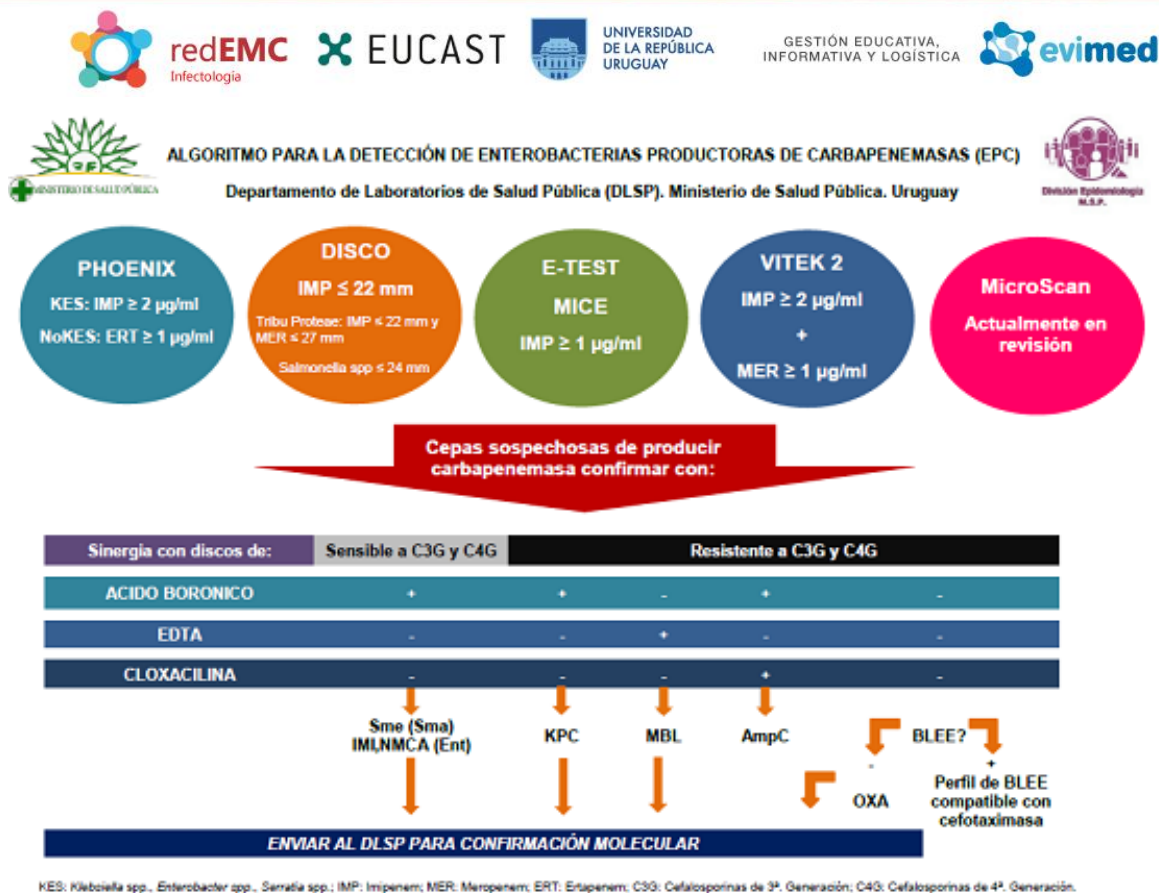 redEMC
Infectología
EUCAST
UNIVERSIDAD
DE LA REPÚBLICA
URUGUAY
GESTIÓN EDUCATIVA,
INFORMATIVA Y LOGÍSTICA
evimed
MINISTERIO DE SALUD PÚBLICA
ALGORITMO PARA LA DETECCIÓN DE ENTEROBACTERIAS PRODUCTORAS DE CARBAPENEMASAS (EPC)
Departamento de Laboratorios de Salud Pública (DLSP). Ministerio de Salud Pública. Uruguay
División Epidemiología
M.S.P.
PHOENIX
KES: IMP ≥ 2 µg/ml
NoKES: ERT ≥ 1 µg/ml
DISCO
IMP ≤ 22 mm
Tribu Proteae: IMP ≤ 22 mm y
MER ≤ 27 mm
Salmonella spp ≤ 24 mm
E-TEST
MICE
IMP ≥ 1 µg/ml
VITEK 2
IMP ≥ 2 µg/ml
+
MER ≥ 1 µg/ml
MicroScan
Actualmente en
revisión
Cepas sospechosas de producir
carbapenemasa confirmar con:
Sinergia con discos de: Sensible a C3G y C4G Resistente a C3G y C4G
ACIDO BORONICO + + - + -
EDTA - - + - -
CLOXACILINA - - - + -
Sme (Sma)
IMI,NMCA (Ent)
KPC
MBL
AmpC
BLEE?
-
OXA
+
Perfil de BLEE
compatible con
cefotaximasa
ENVIAR AL DLSP PARA CONFIRMACIÓN MOLECULAR
KES: Klebsiella spp., Enterobacter spp., Serratia spp.; IMP: Imipenem; MER: Meropenem; ERT: Ertapenem; C3G: Cefalosporinas de 3ª. Generación; C4G: Cefalosporinas de 4ª. Generación.